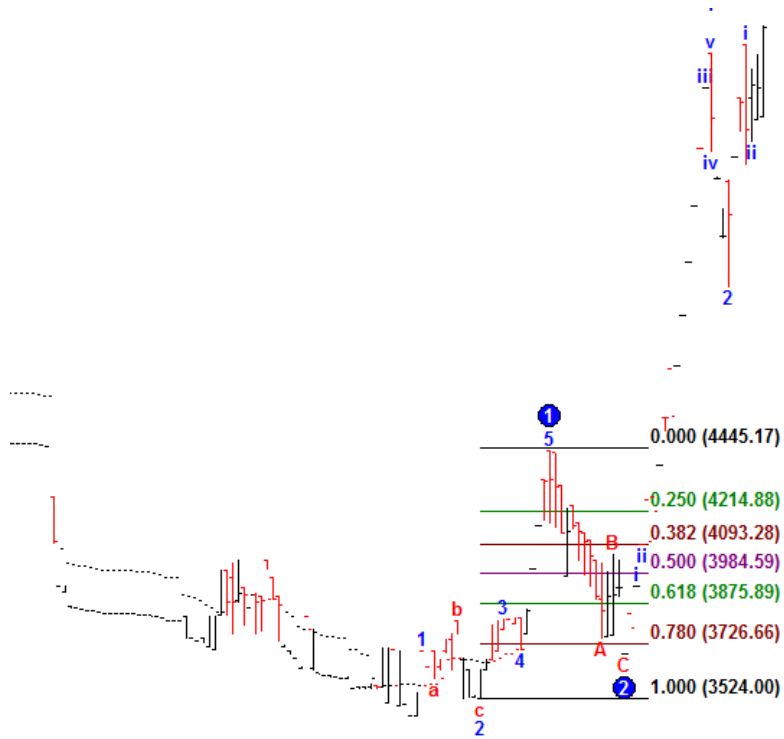 v
i
iii
iv
ii
2
1
5
0.000 (4445.17)
0.250 (4214.88)
0.382 (4093.28)
B
ii
0.500 (3984.59)
i
0.618 (3875.89)
b
3
1
0.780 (3726.66)
4
A
C
a
2
1.000 (3524.00)
c
2